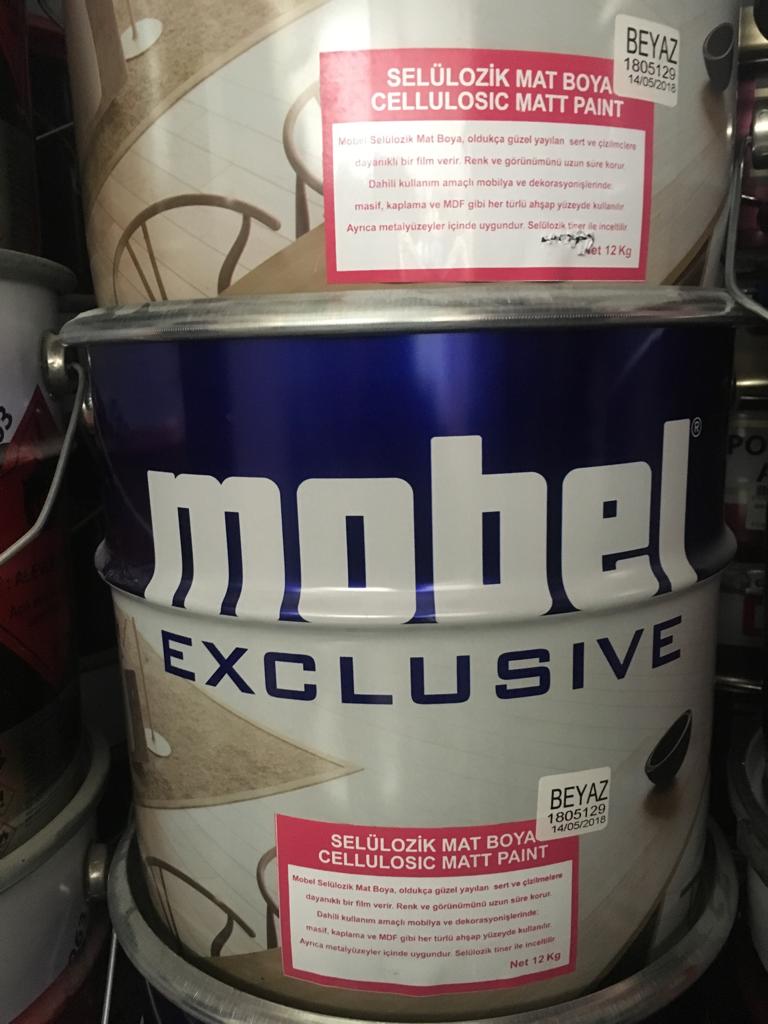 BEYAZ
1805129
14/05/2018
SELÜLOZİK MAT BOYA
CELLULOSIC MATT PAINT
Mobel Selülozik Mat Boya, oldukça güzel yayılan sert ve çizilmelere
dayanıklı bir film verir. Renk ve görünümünü uzun süre korur.
Dahili kullanım amaçlı mobilya ve dekorasyonişlerinde:
masif, kaplama ve MDF gibi her türlü ahşap yüzeyde kullanılır.
Ayrıca metalyüzeyler içinde uygundur. Selülozik tiner ile inceltilir.
Net 12 Kg
mobel®
EXCLUSIVE
BEYAZ
1805129
14/05/2018
SELÜLOZİK MAT BOYA
CELLULOSIC MATT PAINT
Mobel Selülozik Mat Boya, oldukça güzel yayılan sert ve çizilmelere
dayanıklı bir film verir. Renk ve görünümünü uzun süre korur.
Dahili kullanım amaçlı mobilya ve dekorasyonişlerinde:
masif, kaplama ve MDF gibi her türlü ahşap yüzeyde kullanılır.
Ayrıca metalyüzeyler içinde uygundur. Selülozik tiner ile inceltilir.
Net 12 Kg
PO